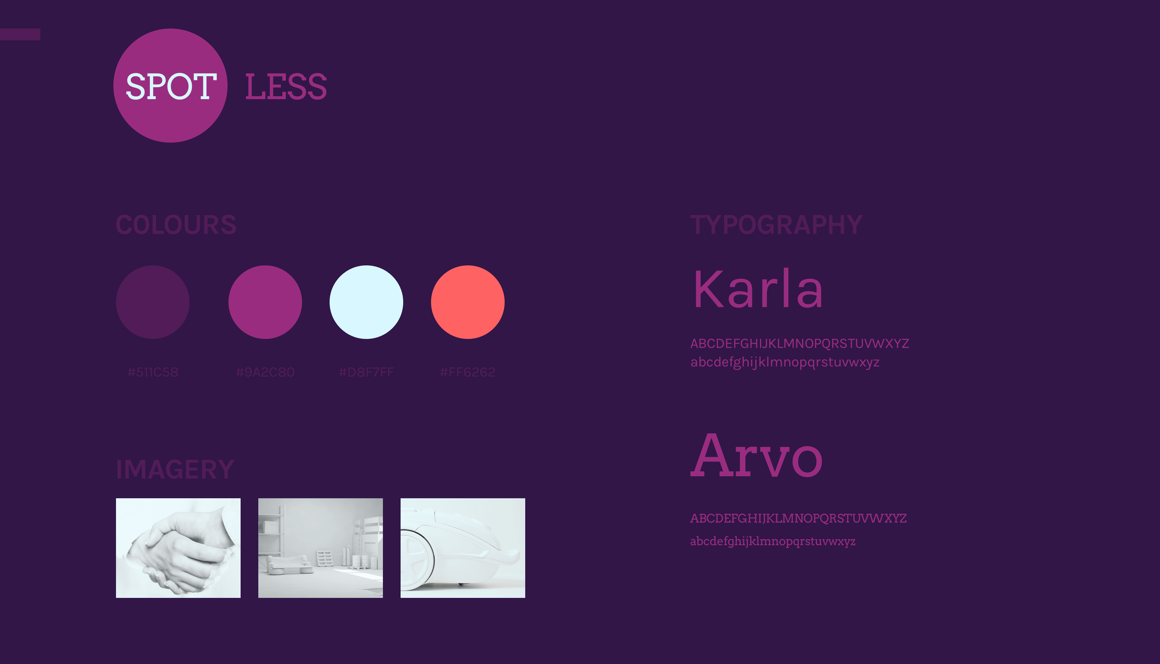 SPOT LESS
COLOURS
#511C58 #9A2C80 #D8F7FF #FF6262
IMAGERY
TYPOGRAPHY
Karla
ABCDEFGHIJKLMNOPQRSTUVWXYZ
abcdefghijklmnopqrstuvwxyz
Arvo
ABCDEFGHIJKLMNOPQRSTUVWXYZ
abcdefghijklmnopqrstuvwxyz